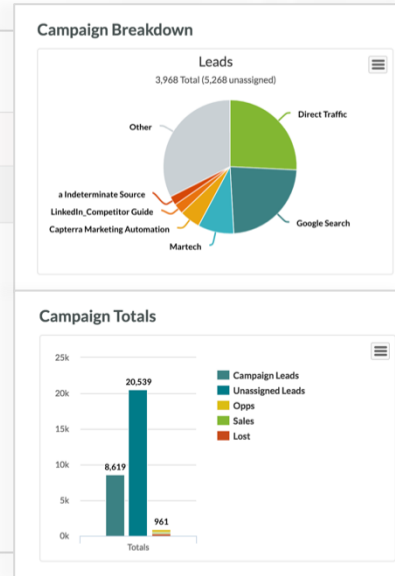 Campaign Breakdown
Leads
3,968 Total (5,268 unassigned)
Direct Traffic
Other
a Indeterminate Source
LinkedIn_Competitor Guide
Google Search
Capterra Marketing Automation
Martech
Campaign Totals
25k
20k
15k
10k
5k
0k
20,539
8,619
961
Totals
Campaign Leads
Unassigned Leads
Opps
Sales
Lost